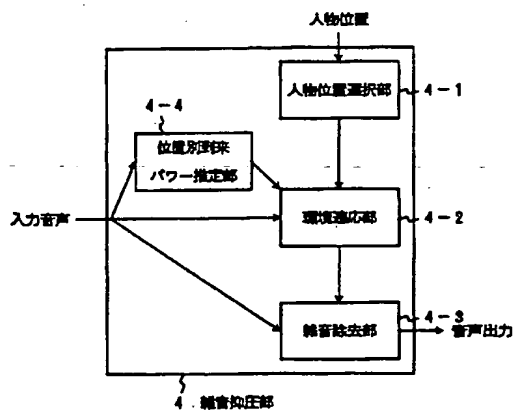 人物位置
人物位置選択部
4-1
4-4
位置別到来
パワー推定部
入力音声
環境適応部
4-2
雑音除去部
4-3
音声出力
4 雑音抑圧部